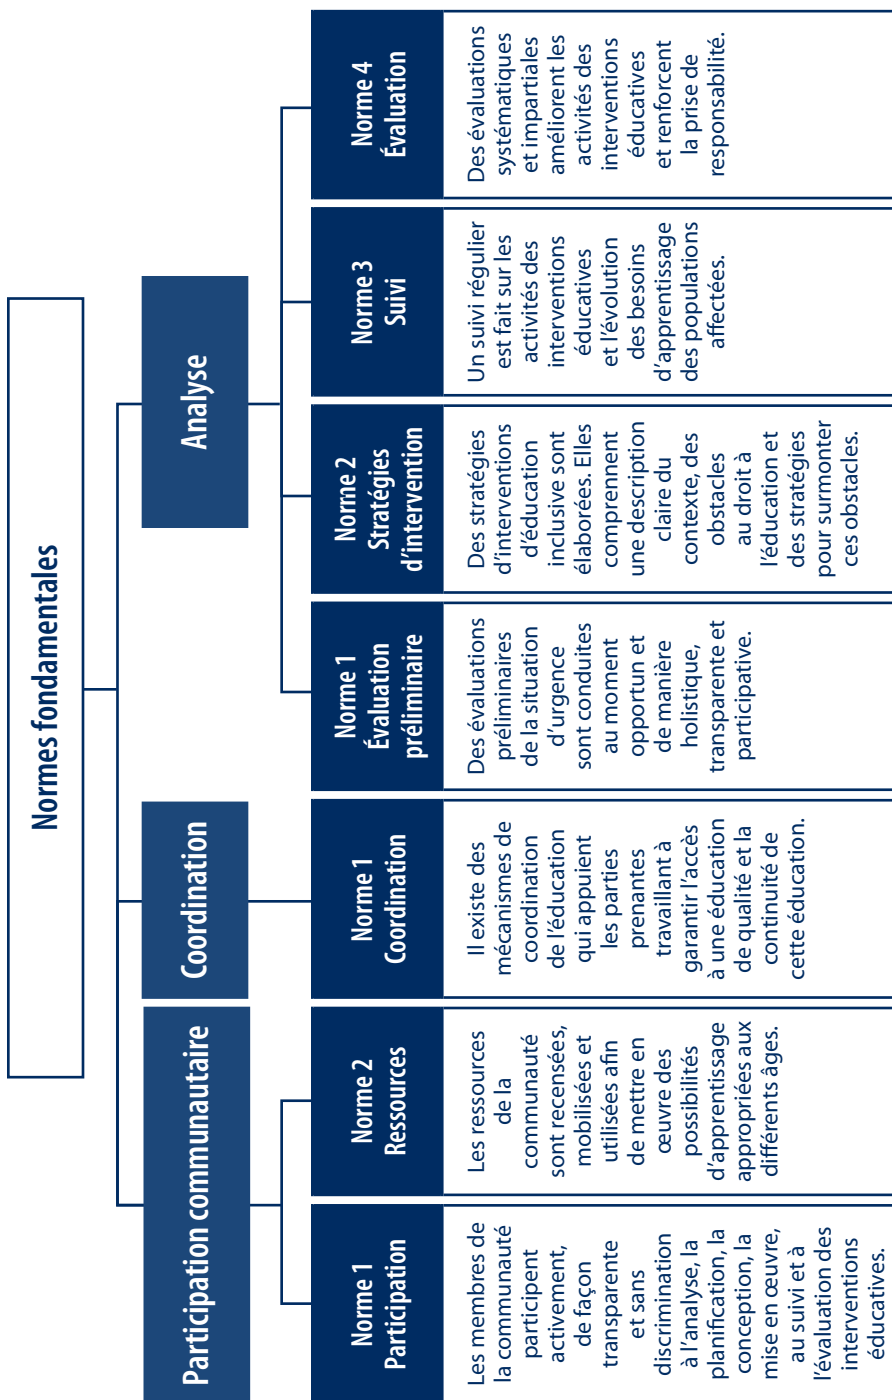 Normes fondamentales
Participation communautaire
Norme 1
Participation
Les membres de
la communauté
participent
activement,
de façon
transparente
et sans
discrimination
à l'analyse, la
planification, la
conception, la
mise en œuvre,
au suivi et à
l'évaluation des
interventions
éducatives.
Norme 2
Ressources
Les ressources
de la
communauté
sont recensées,
mobilisées et
utilisées afin
de mettre en
œuvre des
possibilités
d'apprentissage
appropriées aux
différents âges.
Coordination
Norme 1
Coordination
Il existe des
mécanismes de
coordination
de l'éducation
qui appuient
les parties
prenantes
travaillant à
garantir l'accès
à une éducation
de qualité et la
continuité de
cette éducation.
Analyse
Norme 1
Évaluation
préliminaire
Des évaluations
préliminaires
de la situation
d'urgence
sont conduites
au moment
opportun et
de manière
holistique,
transparente et
participative.
Norme 2
Stratégies
d'intervention
Des stratégies
d'interventions
d'éducation
inclusive sont
élaborées. Elles
comprennent
une description
claire du
contexte, des
obstacles
au droit à
l'éducation et
des stratégies
pour surmonter
ces obstacles.
Norme 3
Suivi
Un suivi régulier
est fait sur les
activités des
interventions
éducatives
et l'évolution
des besoins
d'apprentissage
des populations
affectées.
Norme 4
Évaluation
Des évaluations
systématiques
et impartiales
améliorent les
activités des
interventions
éducatives
et renforcent
la prise de
responsabilité.